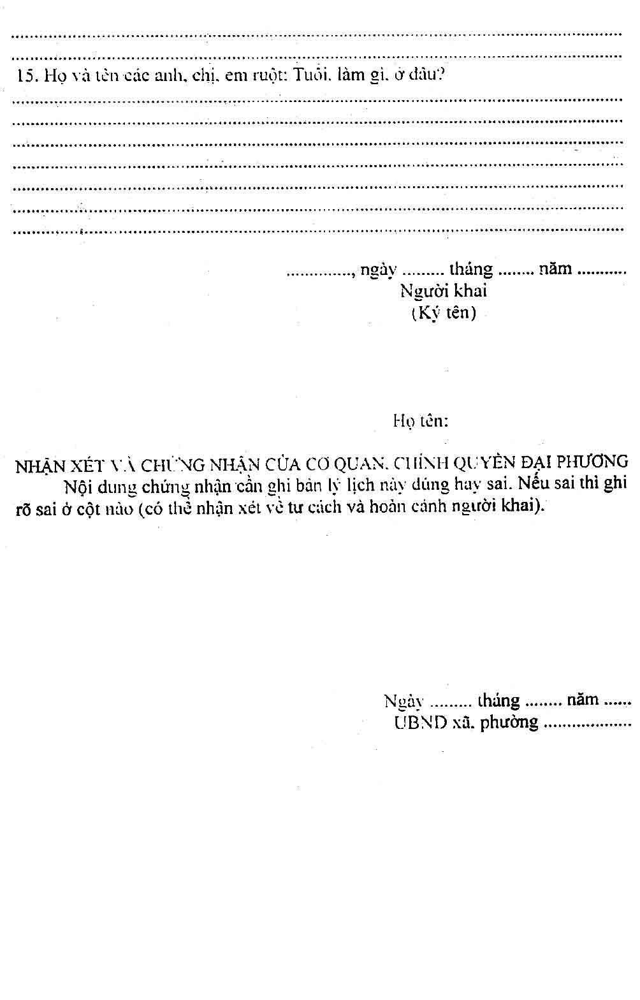 ................................................................................
................................................................................
15. Họ và tên các anh, chị, em ruột: Tuổi, làm gì, ở đâu?
................................................................................
................................................................................
................................................................................
................................................................................
................................................................................
................................................................................
................................................................................
.............., ngày ......... tháng ........ năm ...........
Người khai
(Ký tên)
Họ tên:
NHẬN XÉT VÀ CHỨNG NHẬN CỦA CƠ QUAN, CHÍNH QUYỀN ĐẠI PHƯƠNG
Nội dung chứng nhận cần ghi bản lý lịch này đúng hay sai. Nếu sai thì ghi
rõ sai ở cột nào (có thể nhận xét về tư cách và hoàn cảnh người khai).
Ngày ......... tháng ........ năm ......
UBND xã, phường ...................